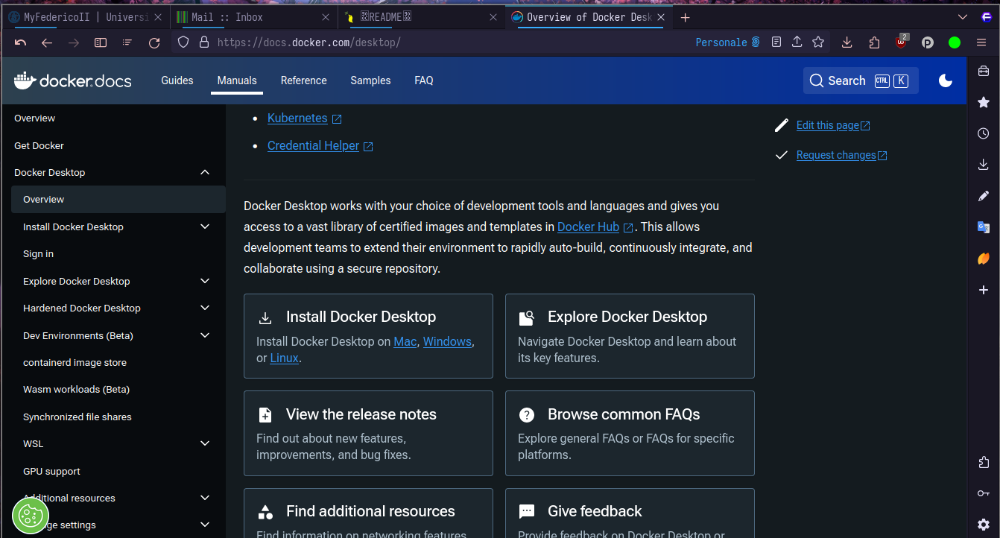 MyFedericoII | Universi
Mail :: Inbox
README
Overview of Docker Desk
https://docs.docker.com/desktop/
Personale
2
docker.docs
Guides
Manuals
Reference
Samples
FAQ
Search
CTRL
K
Overview
Get Docker
Docker Desktop
Overview
Install Docker Desktop
Sign in
Explore Docker Desktop
Hardened Docker Desktop
Dev Environments (Beta)
containerd image store
Wasm workloads (Beta)
Synchronized file shares
WSL
GPU support
Additional resources
ge settings
Kubernetes
Credential Helper
Docker Desktop works with your choice of development tools and languages and gives you
access to a vast library of certified images and templates in Docker Hub . This allows
development teams to extend their environment to rapidly auto-build, continuously integrate, and
collaborate using a secure repository.
Install Docker Desktop
Install Docker Desktop on Mac, Windows,
or Linux.
Explore Docker Desktop
Navigate Docker Desktop and learn about
its key features.
View the release notes
Find out about new features,
improvements, and bug fixes.
Browse common FAQs
Explore general FAQs or FAQs for specific
platforms.
Find additional resources
Find information on networking features,
Give feedback
Provide feedback on Docker Desktop or
Edit this page
Request changes